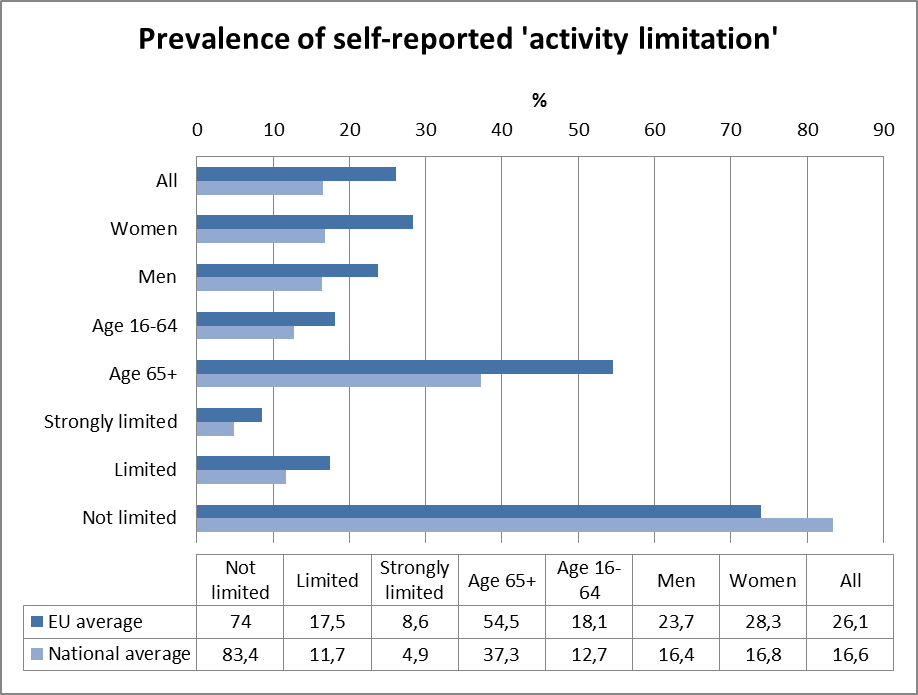 Prevalence of self-reported 'activity limitation'
%
0 10 20 30 40 50 60 70 80 90
All
Women
Men
Age 16-64
Age 65+
Strongly limited
Limited
Not limited
Not limited Limited Strongly limited Age 65+ Age 16-64 Men Women All
EU average 74 17,5 8,6 54,5 18,1 23,7 28,3 26,1
National average 83,4 11,7 4,9 37,3 12,7 16,4 16,8 16,6